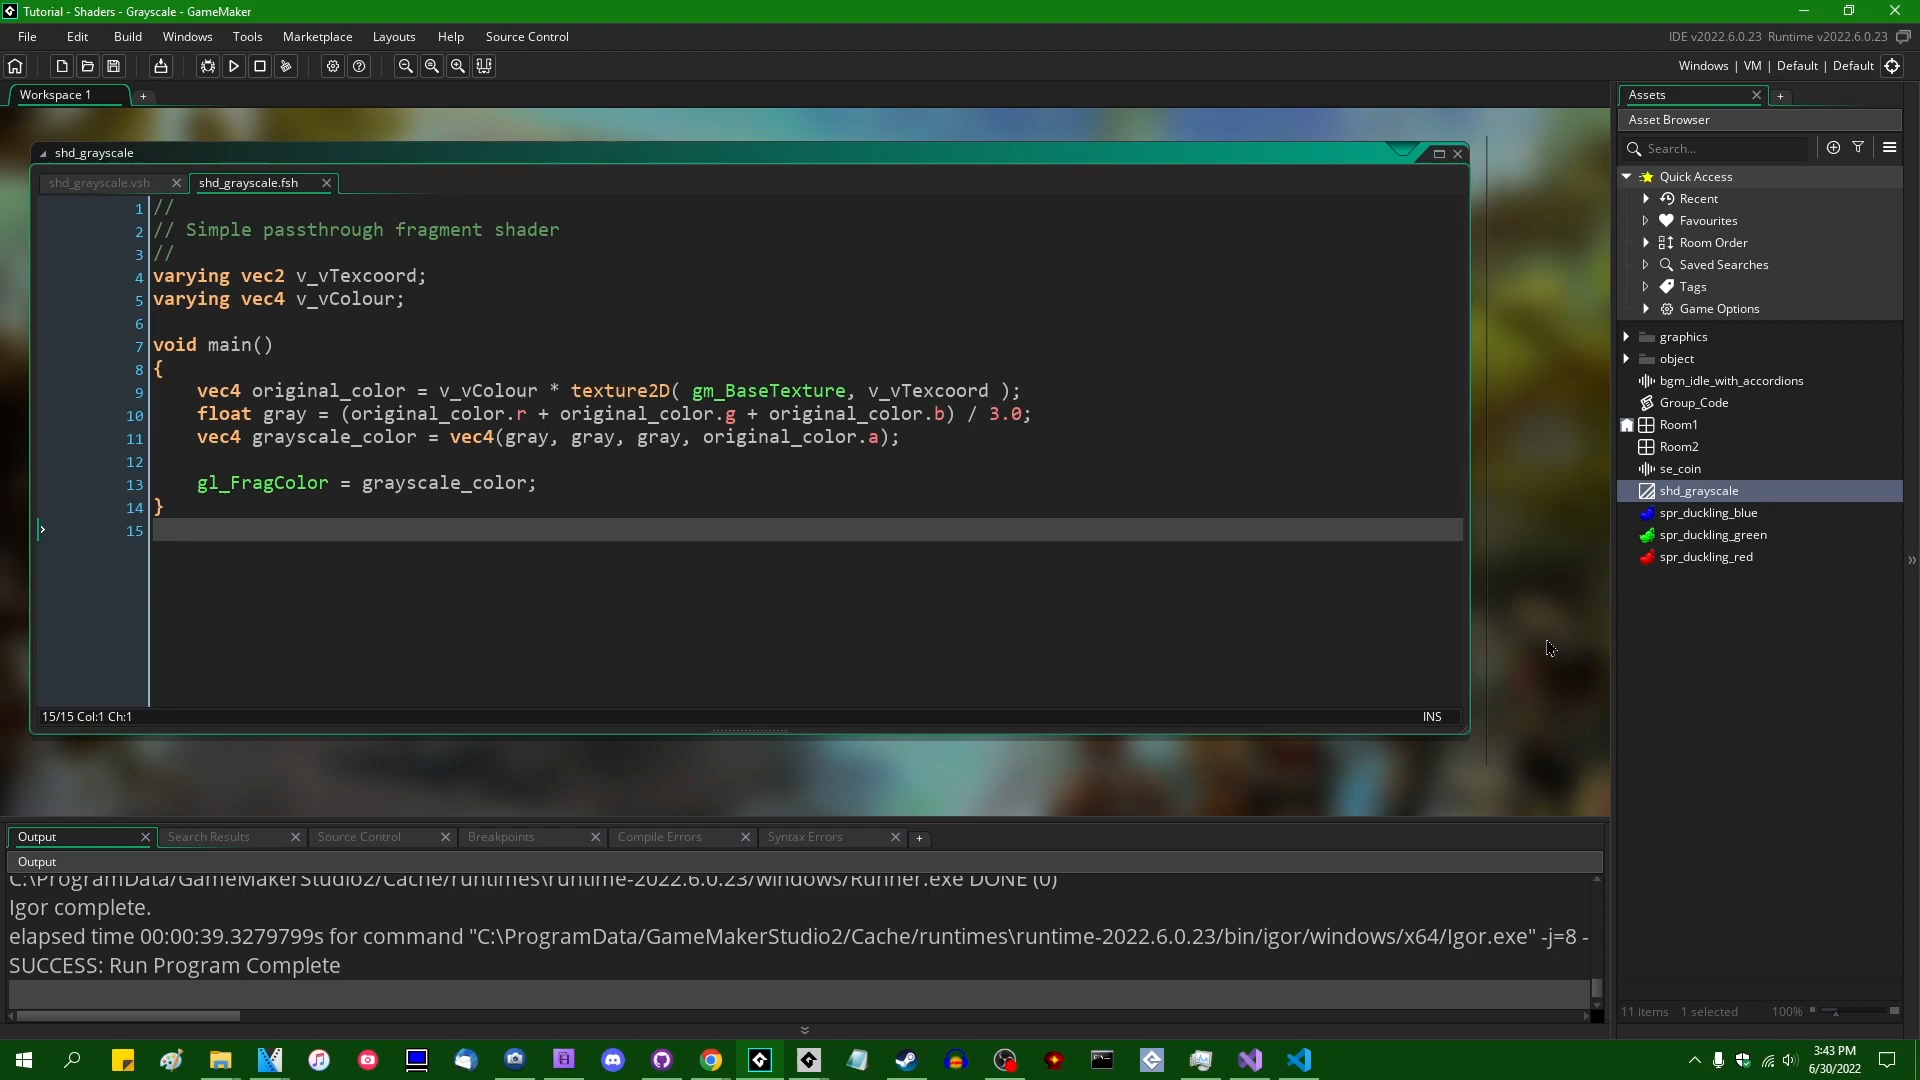 Tutorial - Shaders - Grayscale - GameMaker
File Edit Build Windows Tools Marketplace Layouts Help Source Control
IDE v2022.6.0.23 Runtime v2022.6.0.23
Windows | VM | Default | Default
Workspace 1
Assets
Asset Browser
Search...
Quick Access
Recent
Favourites
Room Order
Saved Searches
Tags
Game Options
graphics
object
bgm_idle_with_accordions
Group_Code
Room1
Room2
se_coin
shd_grayscale
spr_duckling_blue
spr_duckling_green
spr_duckling_red
11 items 1 selected 100%
shd_grayscale
shd_grayscale.vsh shd_grayscale.fsh
1 //
2 // Simple passthrough fragment shader
3 //
4 varying vec2 v_vTexcoord;
5 varying vec4 v_vColour;
6
7 void main()
8 {
9 vec4 original_color = v_vColour * texture2D( gm_BaseTexture, v_vTexcoord );
10 float gray = (original_color.r + original_color.g + original_color.b) / 3.0;
11 vec4 grayscale_color = vec4(gray, gray, gray, original_color.a);
12
13 gl_FragColor = grayscale_color;
14 }
15
15/15 Col:1 Ch:1 INS
Output Search Results Source Control Breakpoints Compile Errors Syntax Errors
Output
C:\ProgramData/GameMakerStudio2/Cache/runtimes\runtime-2022.6.0.23/windows/Runner.exe DONE (0)
Igor complete.
elapsed time 00:00:39.3279799s for command "C:\ProgramData/GameMakerStudio2/Cache/runtimes\runtime-2022.6.0.23/bin/igor/windows/x64/Igor.exe" -j=8 -
SUCCESS: Run Program Complete
3:43 PM
6/30/2022